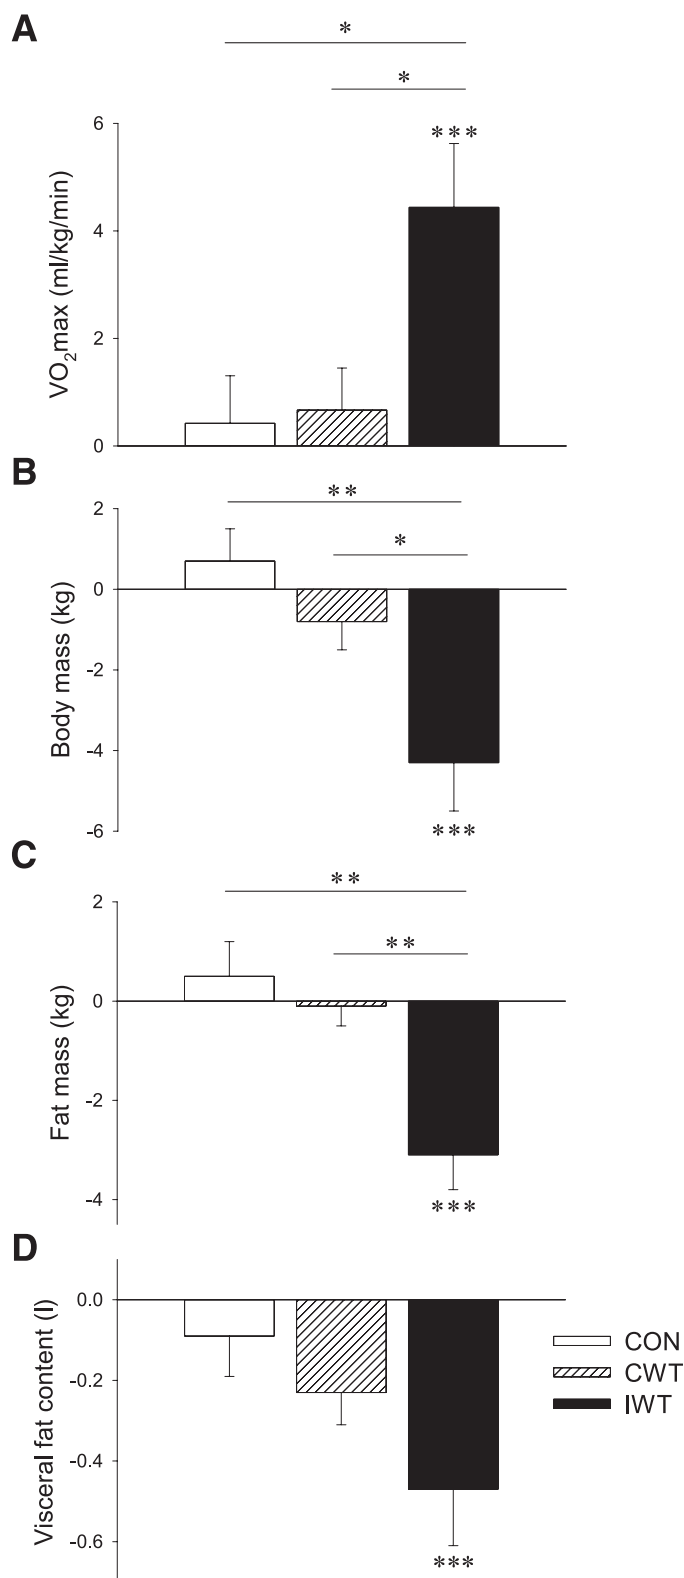 A
*
*
6
***
4
2
0
VO₂max (ml/kg/min)
B
**
2
*
0
-2
-4
-6
***
Body mass (kg)
C
**
2
**
0
-2
-4
***
Fat mass (kg)
D
0.0
-0.2
-0.4
-0.6
***
Visceral fat content (l)
CON
CWT
IWT